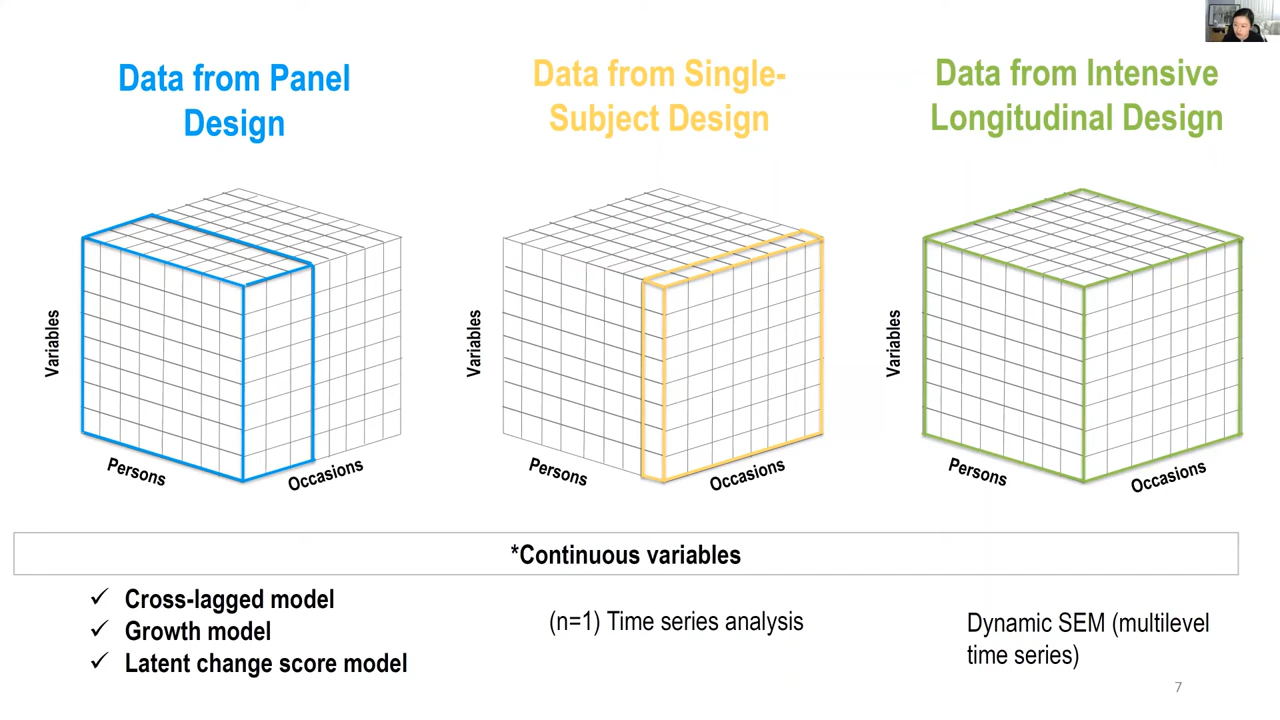 Data from Panel
Design
Data from Single-
Subject Design
Data from Intensive
Longitudinal Design
Variables
Persons
Occasions
Variables
Persons
Occasions
Variables
Persons
Occasions
*Continuous variables
✓ Cross-lagged model
✓ Growth model
✓ Latent change score model
(n=1) Time series analysis
Dynamic SEM (multilevel
time series)
7